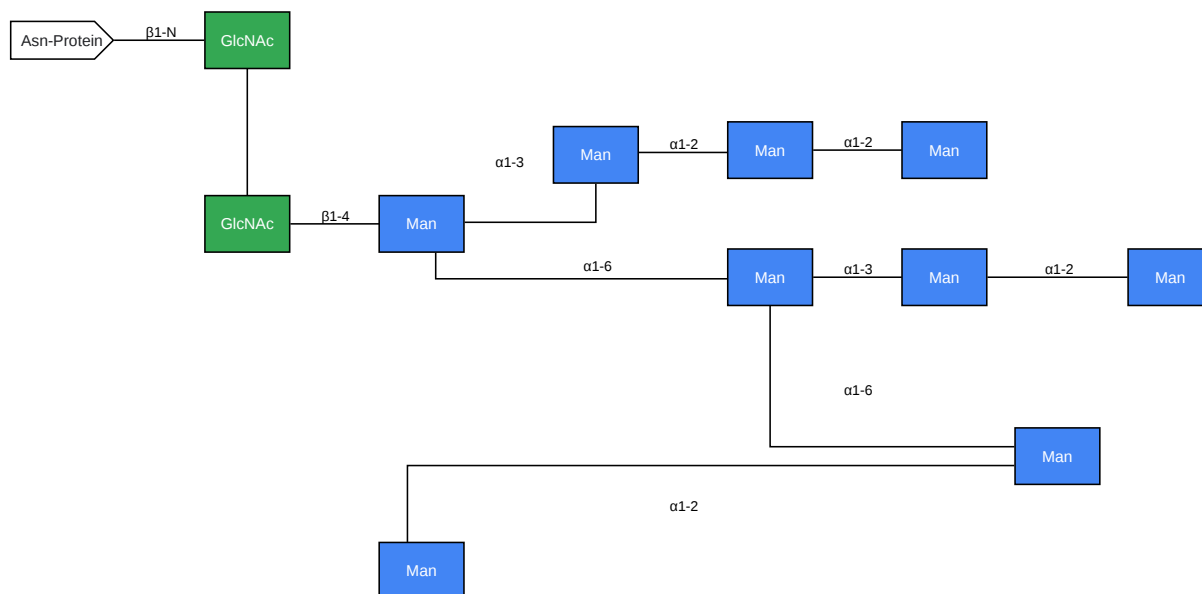 Asn-Protein
β1-N
GlcNAc
GlcNAc
β1-4
Man
α1-3
Man
α1-2
Man
α1-2
Man
α1-6
Man
α1-3
Man
α1-2
Man
α1-6
Man
α1-2
Man